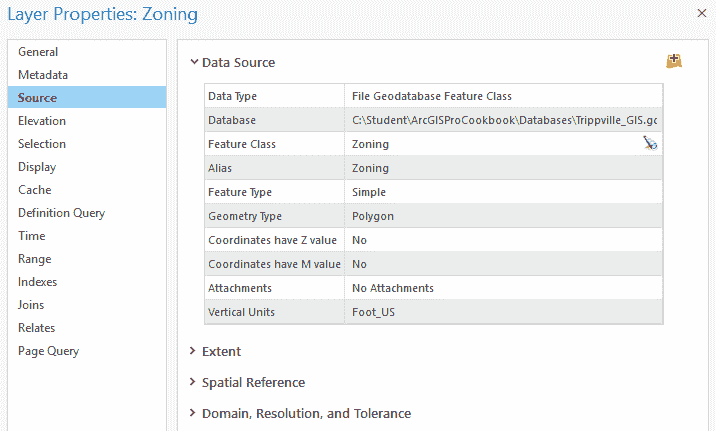 Layer Properties: Zoning
General
Metadata
Source
Elevation
Selection
Display
Cache
Definition Query
Time
Range
Indexes
Joins
Relates
Page Query
Data Source
Data Type File Geodatabase Feature Class
Database C:\Student\ArcGISProCookbook\Databases\Trippville_GIS.gc
Feature Class Zoning
Alias Zoning
Feature Type Simple
Geometry Type Polygon
Coordinates have Z value No
Coordinates have M value No
Attachments No Attachments
Vertical Units Foot_US
Extent
Spatial Reference
Domain, Resolution, and Tolerance